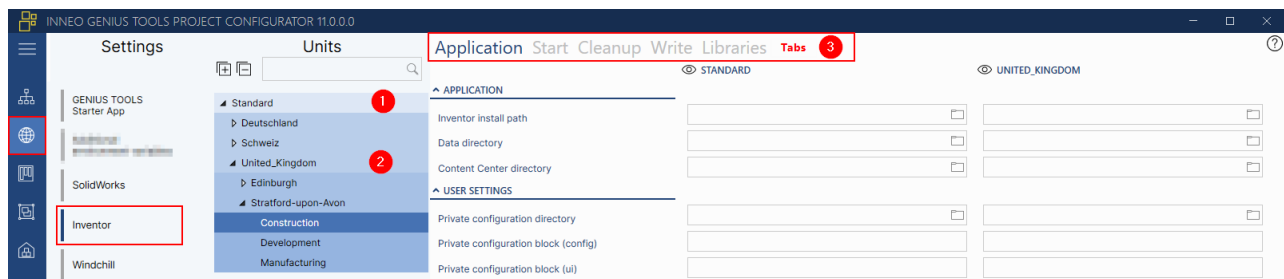 INNEO GENIUS TOOLS PROJECT CONFIGURATOR 11.0.0.0
Settings
GENIUS TOOLS
Starter App
SolidWorks
Inventor
Windchill
Units
Standard 1
Deutschland
Schweiz
United_Kingdom 2
Edinburgh
Stratford-upon-Avon
Construction
Development
Manufacturing
Application Start Cleanup Write Libraries Tabs 3
STANDARD UNITED_KINGDOM
APPLICATION
Inventor install path
Data directory
Content Center directory
USER SETTINGS
Private configuration directory
Private configuration block (config)
Private configuration block (ui)